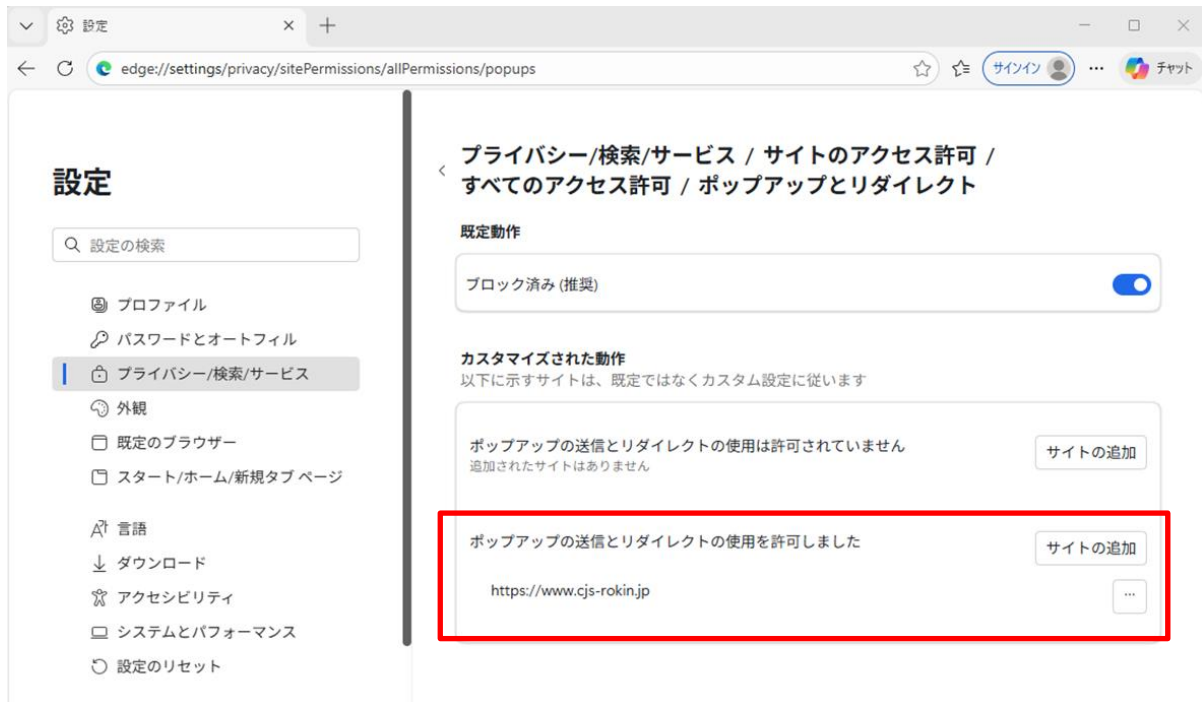 設定
edge://settings/privacy/sitePermissions/allPermissions/popups
サインイン
チャット
設定
設定の検索
プロファイル
パスワードとオートフィル
プライバシー/検索/サービス
外観
既定のブラウザー
スタート/ホーム/新規タブ ページ
言語
ダウンロード
アクセシビリティ
システムとパフォーマンス
設定のリセット
プライバシー/検索/サービス / サイトのアクセス許可 /
すべてのアクセス許可 / ポップアップとリダイレクト
既定動作
ブロック済み (推奨)
カスタマイズされた動作
以下に示すサイトは、既定ではなくカスタム設定に従います
ポップアップの送信とリダイレクトの使用は許可されていません
サイトの追加
追加されたサイトはありません
ポップアップの送信とリダイレクトの使用を許可しました
サイトの追加
https://www.cjs-rokin.jp